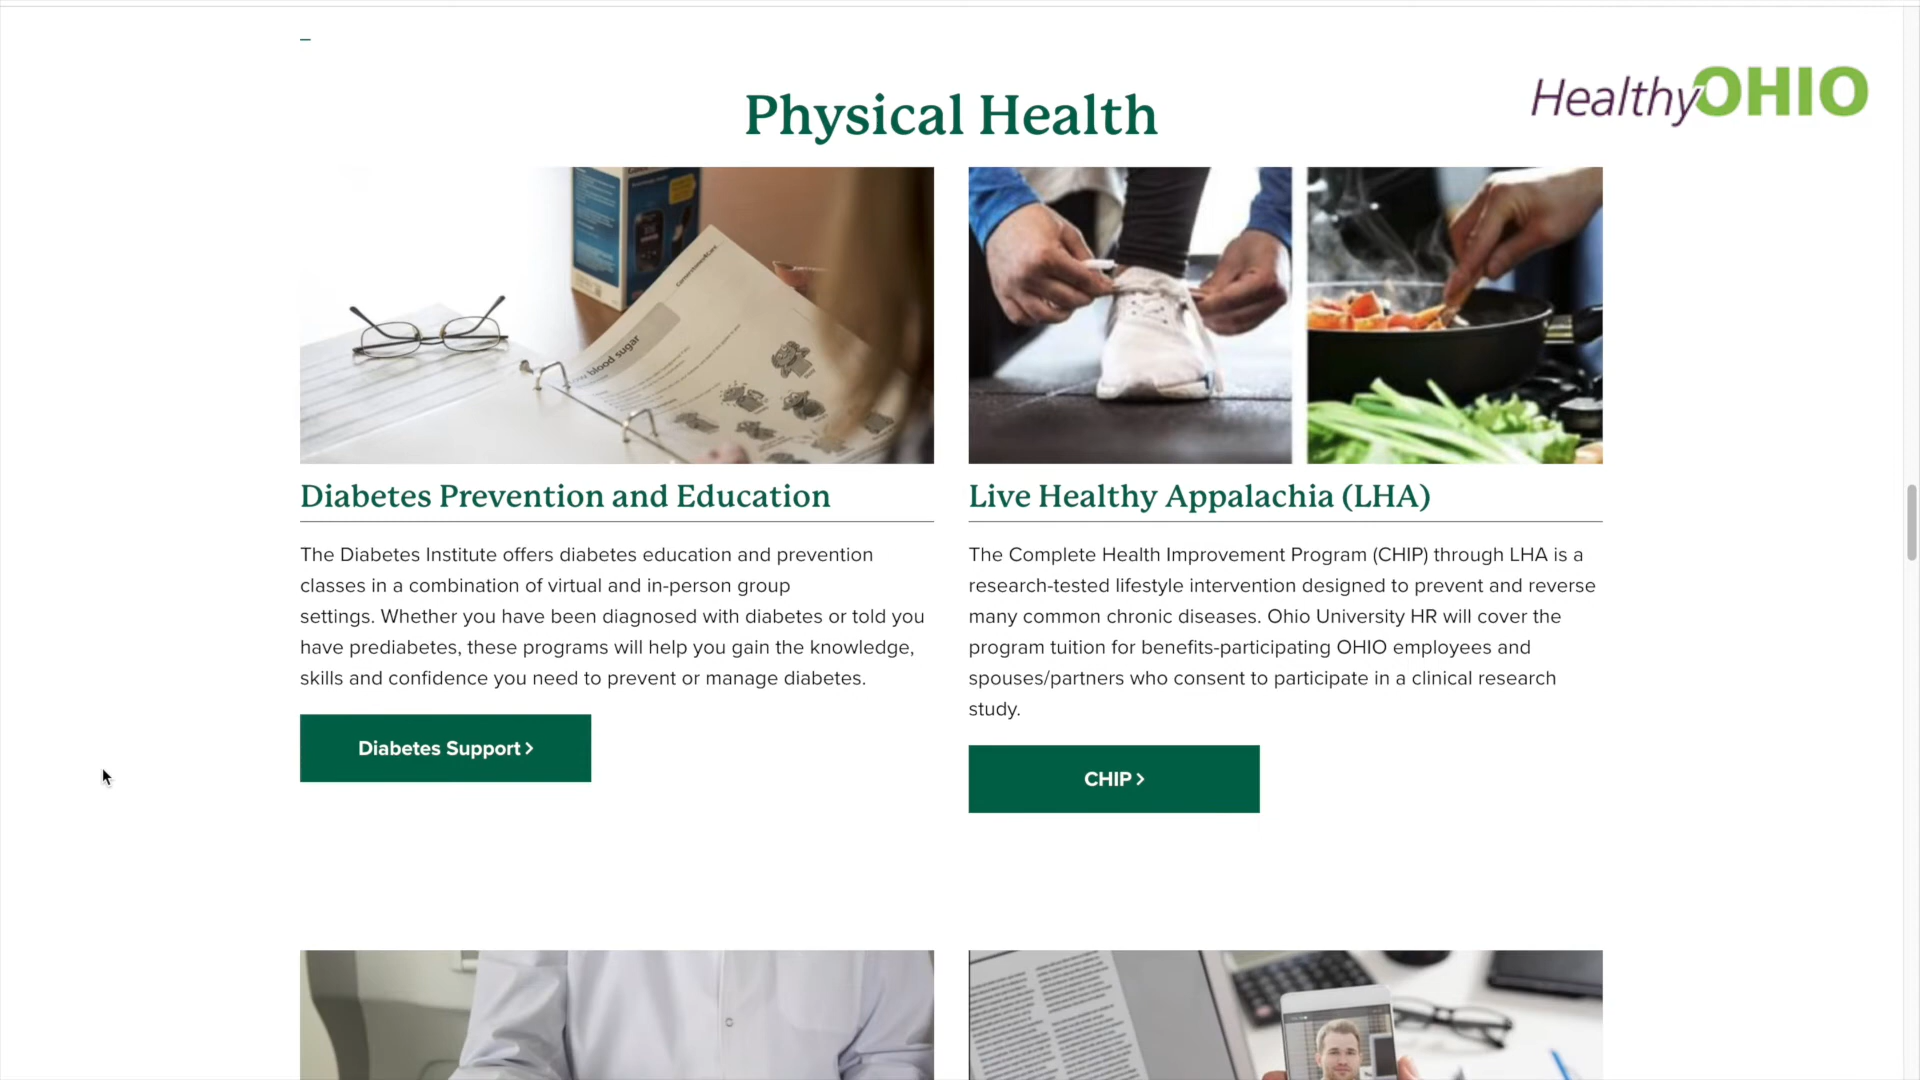 Physical Health
HealthyOHIO
blood sugar
Diabetes Prevention and Education
The Diabetes Institute offers diabetes education and prevention
classes in a combination of virtual and in-person group
settings. Whether you have been diagnosed with diabetes or told you
have prediabetes, these programs will help you gain the knowledge,
skills and confidence you need to prevent or manage diabetes.
Diabetes Support >
Live Healthy Appalachia (LHA)
The Complete Health Improvement Program (CHIP) through LHA is a
research-tested lifestyle intervention designed to prevent and reverse
many common chronic diseases. Ohio University HR will cover the
program tuition for benefits-participating OHIO employees and
spouses/partners who consent to participate in a clinical research
study.
CHIP >